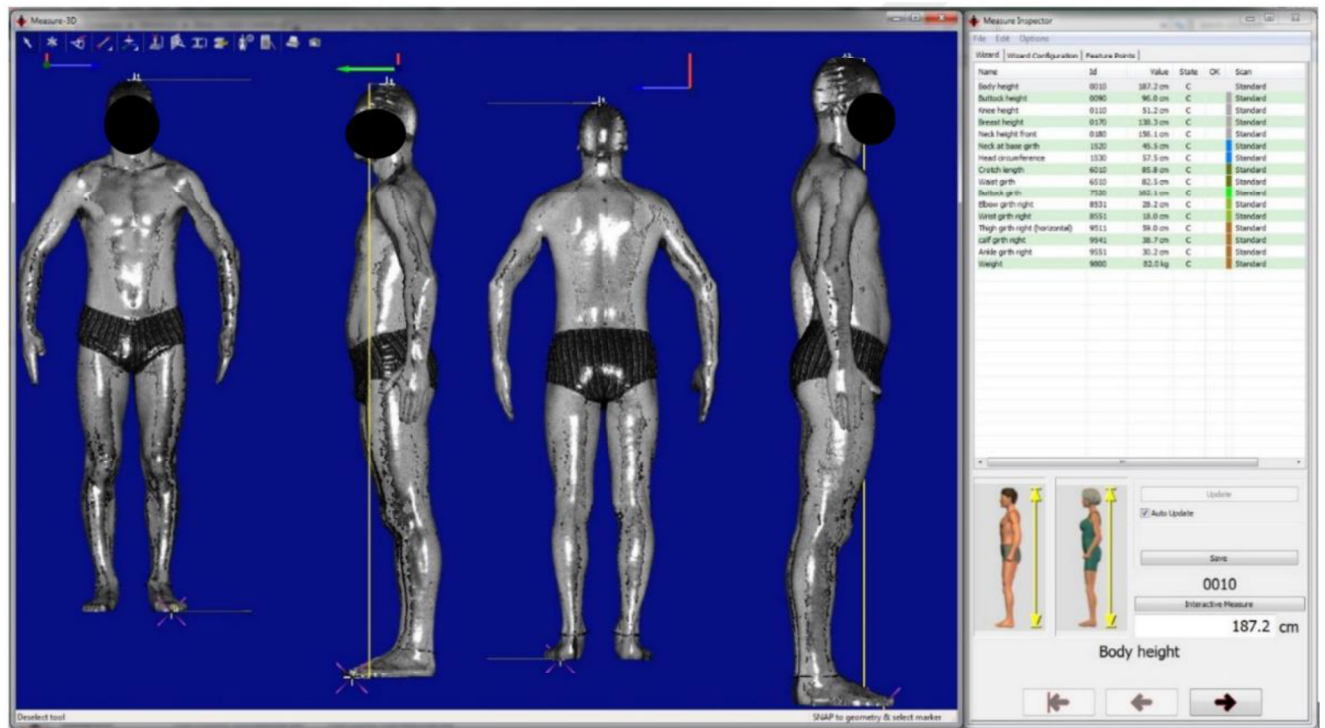 Measure-3D
Deselect tool
SNAP to geometry & select marker
Measure Inspector
File Edit Options
Wizard Wizard Configuration Feature Points
Name Id Value State OK Scan
Body height 0010 187.2 cm C Standard
Buttock height 0090 96.0 cm C Standard
Knee height 0110 51.2 cm C Standard
Breast height 0170 138.3 cm C Standard
Neck height front 0180 156.1 cm C Standard
Neck at base girth 1520 45.5 cm C Standard
Head circumference 1530 57.5 cm C Standard
Crotch length 6010 85.8 cm C Standard
Waist girth 6510 82.5 cm C Standard
Buttock girth 7520 102.1 cm C Standard
Elbow girth right 8531 28.2 cm C Standard
Wrist girth right 8551 18.0 cm C Standard
Thigh girth right (horizontal) 9511 59.0 cm C Standard
calf girth right 9541 38.7 cm C Standard
Ankle girth right 9551 30.2 cm C Standard
Weight 9800 82.0 kg C Standard
Update
Auto Update
Save
0010
Interactive Measure
187.2 cm
Body height